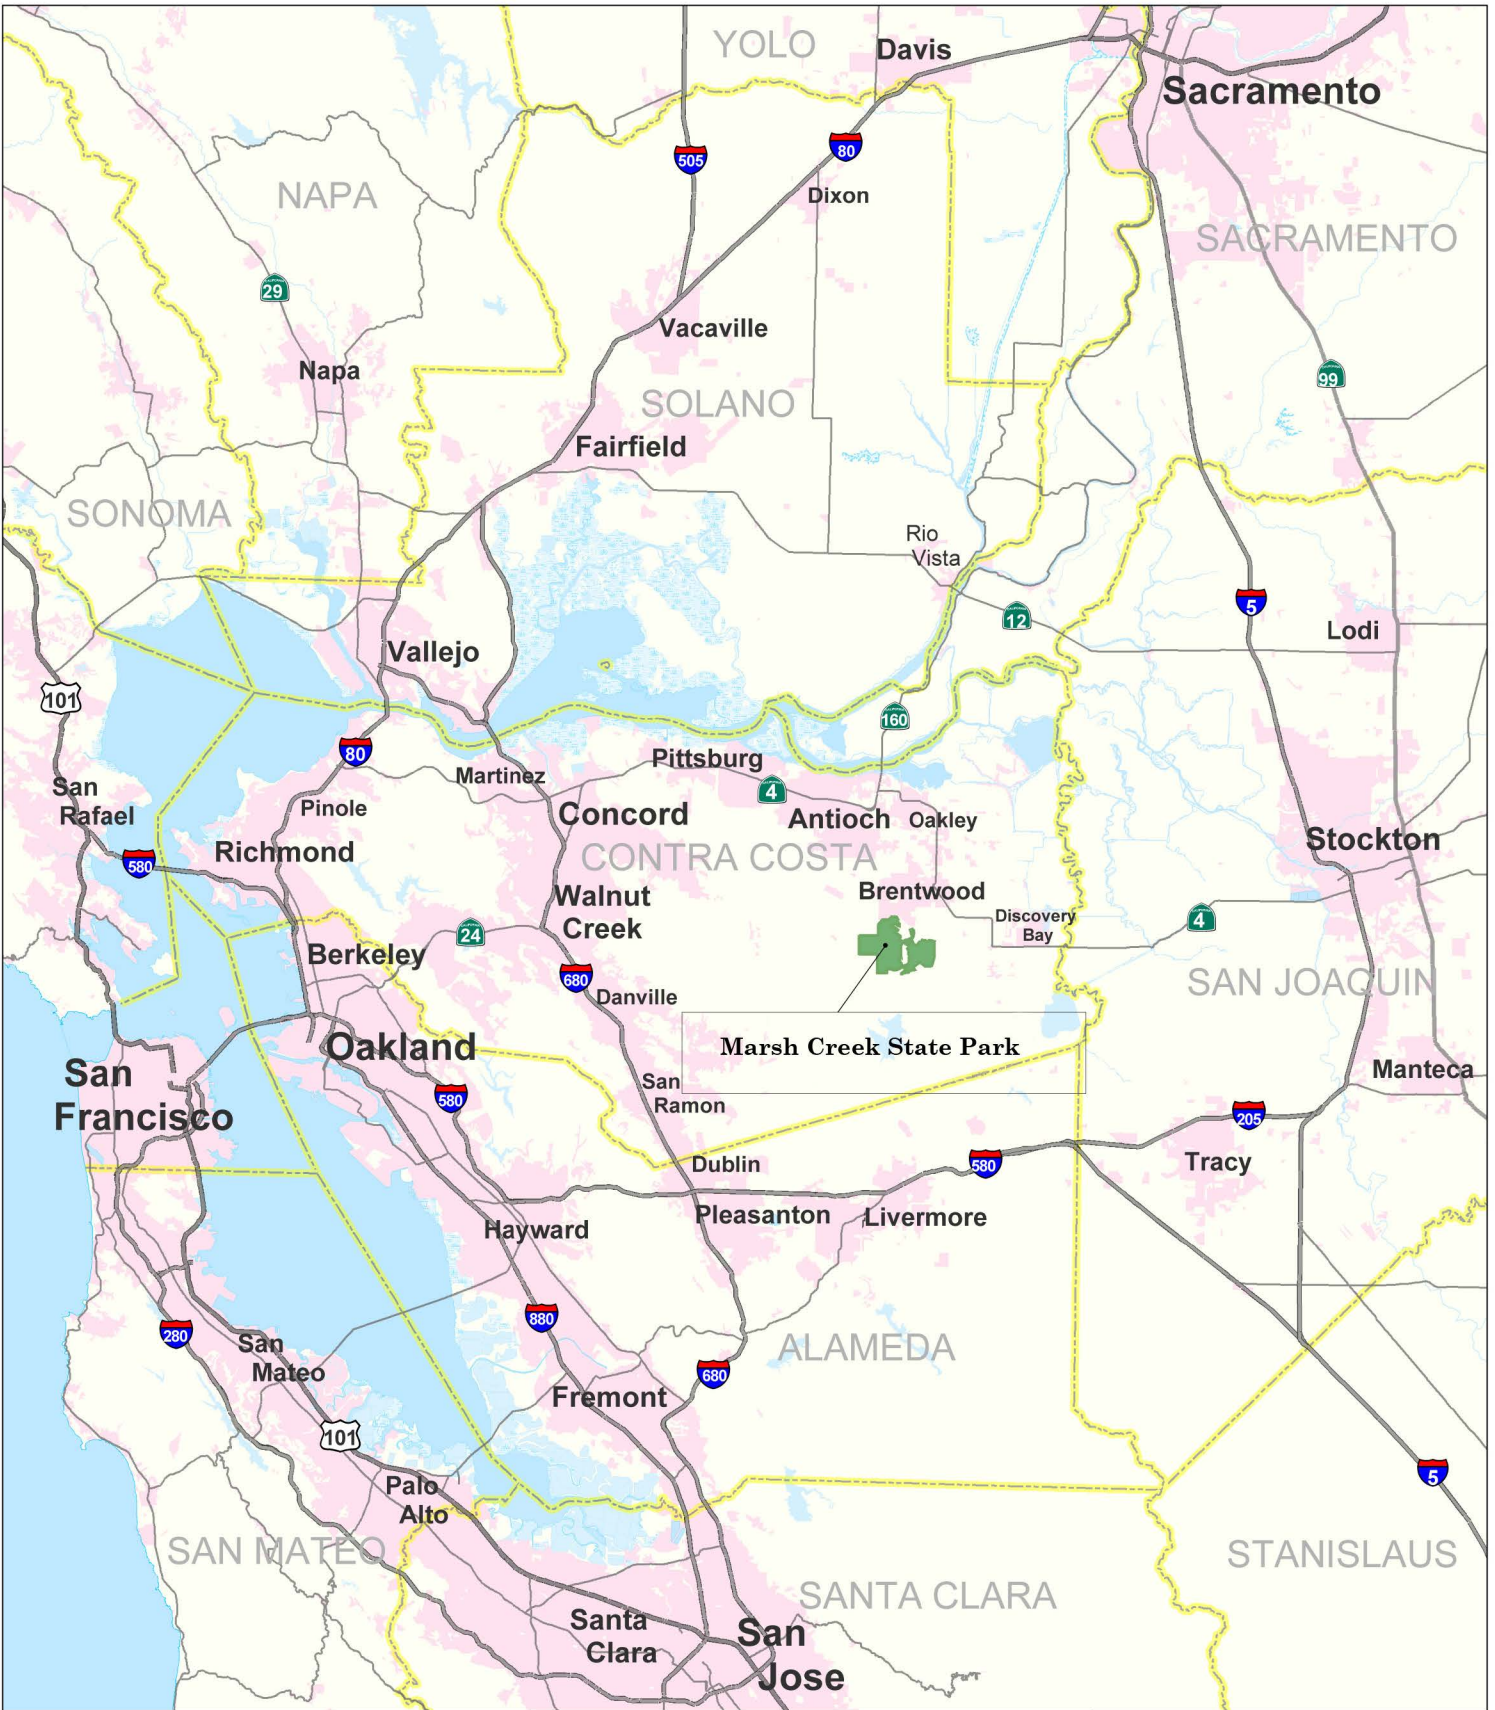 YOLO
Davis
Sacramento
80
505
NAPA
Dixon
SACRAMENTO
29
Vacaville
Napa
99
SOLANO
Fairfield
SONOMA
Rio
Vista
5
12
Lodi
Vallejo
101
160
80
Pittsburg
Martinez
4
San
Rafael
Pinole
Concord
Antioch
Oakley
Stockton
Richmond
CONTRA COSTA
580
Brentwood
Walnut
Creek
Discovery
Bay
4
24
Berkeley
680
SAN JOAQUIN
Danville
Marsh Creek State Park
Oakland
San
Francisco
Manteca
San
Ramon
580
205
Dublin
580
Tracy
Pleasanton
Livermore
Hayward
880
280
San
Mateo
ALAMEDA
680
Fremont
101
5
Palo
Alto
SAN MATEO
STANISLAUS
SANTA CLARA
Santa
Clara
San
Jose